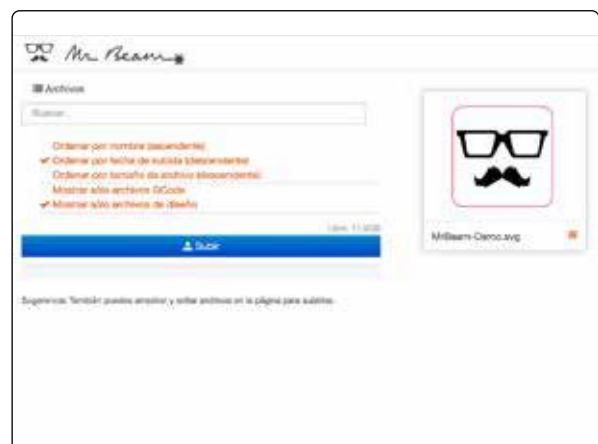 Mr Beam
Archivos
Buscar...
Ordenar por nombre (ascendente)
Ordenar por fecha de subida (descendente)
Ordenar por tamaño de archivo (descendente)
Mostrar sólo archivos GCode
Mostrar sólo archivos de diseño
Libre:
Subir
MrBeam-Demo.svg
Sugerencia: También puedes arrastrar y soltar archivos en la página para subirlos.